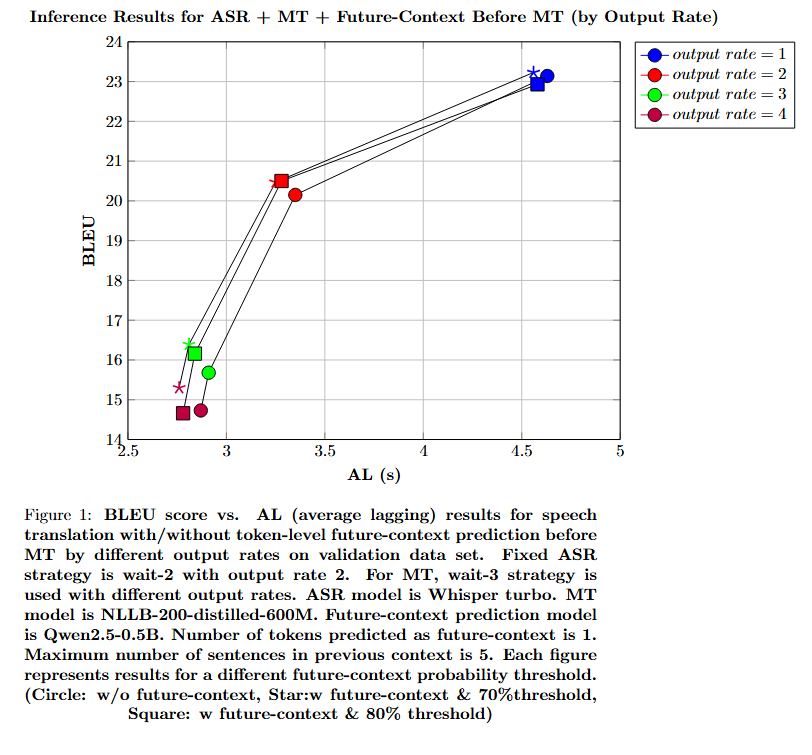 Inference Results for ASR + MT + Future-Context Before MT (by Output Rate)
24
23
22
21
20
19
18
17
16
15
14
BLEU
2.5
3
3.5
4
4.5
5
AL (s)
output rate = 1
output rate = 2
output rate = 3
output rate = 4
Figure 1: BLEU score vs. AL (average lagging) results for speech
translation with/without token-level future-context prediction before
MT by different output rates on validation data set. Fixed ASR
strategy is wait-2 with output rate 2. For MT, wait-3 strategy is
used with different output rates. ASR model is Whisper turbo. MT
model is NLLB-200-distilled-600M. Future-context prediction model
is Qwen2.5-0.5B. Number of tokens predicted as future-context is 1.
Maximum number of sentences in previous context is 5. Each figure
represents results for a different future-context probability threshold.
(Circle: w/o future-context, Star:w future-context & 70%threshold,
Square: w future-context & 80% threshold)